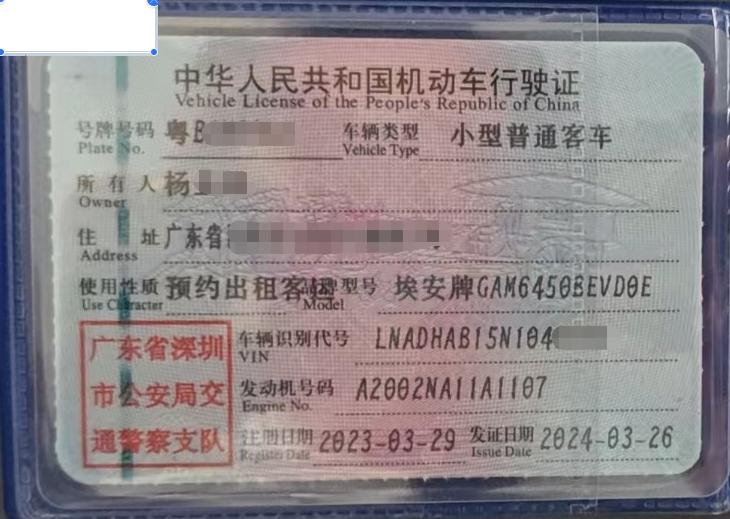 中华人民共和国机动车行驶证
Vehicle License of the People's Republic of China
号牌号码 粤B 车辆类型 小型普通客车
Plate No. Vehicle Type
所有人 杨
Owner
住址 广东省
Address
使用性质 预约出租客运 品牌型号 埃安牌GAM6450BEVD0E
Use Character Model
广东省深圳 车辆识别代号 LNADHAB15N104
VIN
市公安局交 发动机号码 A2002NA11A1107
Engine No.
通警察支队 注册日期 2023-03-29 发证日期 2024-03-26
Register Date Issue Date